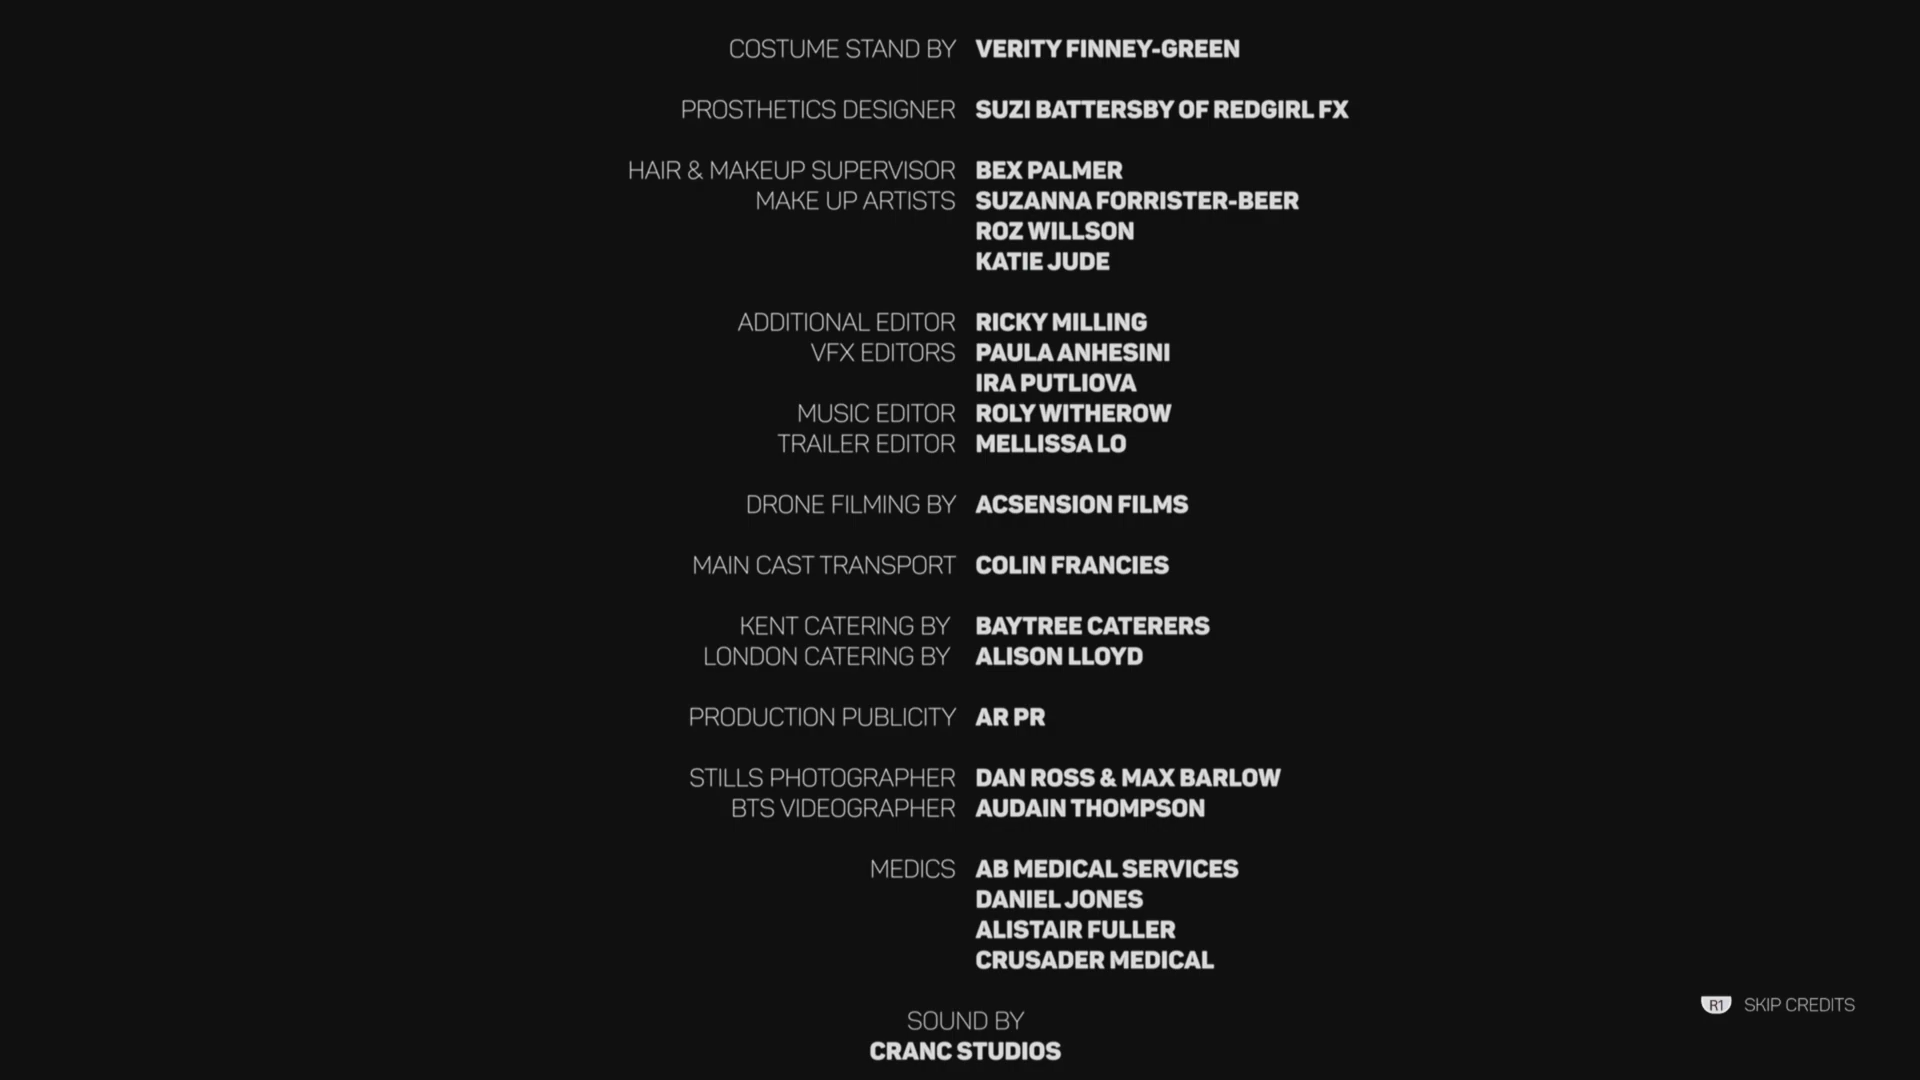 COSTUME STAND BY VERITY FINNEY-GREEN
PROSTHETICS DESIGNER SUZI BATTERSBY OF REDGIRL FX
HAIR & MAKEUP SUPERVISOR BEX PALMER
MAKE UP ARTISTS SUZANNA FORRISTER-BEER
ROZ WILLSON
KATIE JUDE
ADDITIONAL EDITOR RICKY MILLING
VFX EDITORS PAULA ANHESINI
IRA PUTLIOVA
MUSIC EDITOR ROLY WITHEROW
TRAILER EDITOR MELLISSA LO
DRONE FILMING BY ACSENSION FILMS
MAIN CAST TRANSPORT COLIN FRANCIES
KENT CATERING BY BAYTREE CATERERS
LONDON CATERING BY ALISON LLOYD
PRODUCTION PUBLICITY AR PR
STILLS PHOTOGRAPHER DAN ROSS & MAX BARLOW
BTS VIDEOGRAPHER AUDAIN THOMPSON
MEDICS AB MEDICAL SERVICES
DANIEL JONES
ALISTAIR FULLER
CRUSADER MEDICAL
R1 SKIP CREDITS
SOUND BY
CRANC STUDIOS